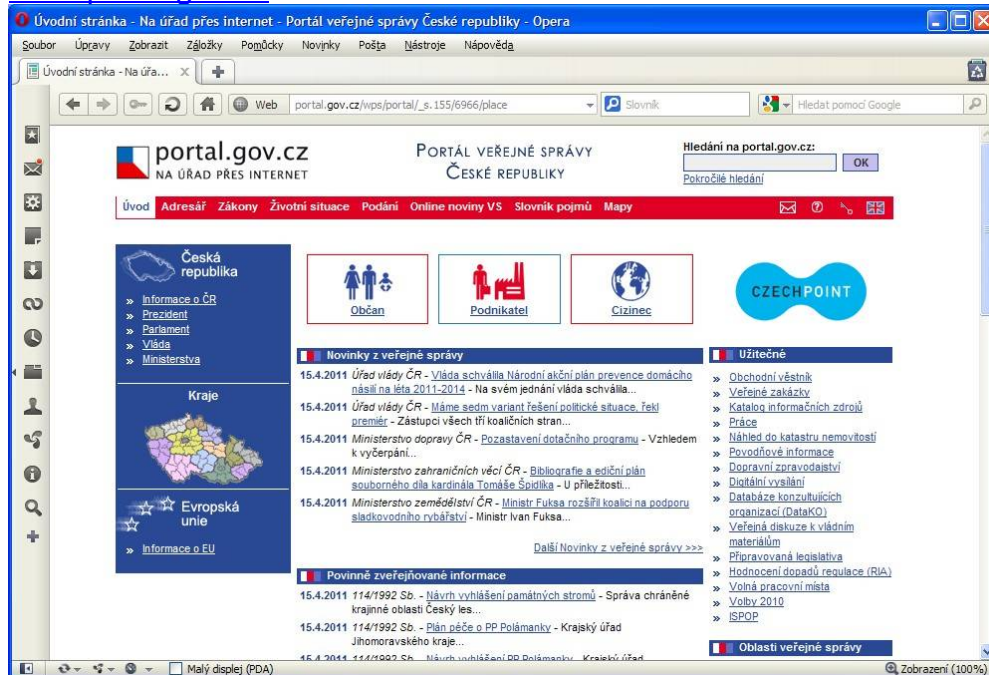 Úvodní stránka - Na úřad přes internet - Portál veřejné správy České republiky - Opera
Soubor Úpravy Zobrazit Záložky Pomůcky Novinky Pošta Nástroje Nápověda
Úvodní stránka - Na úřa...
Web portal.gov.cz/wps/portal/_s.155/6966/place Slovník Hledat pomocí Google
portal.gov.cz
NA ÚŘAD PŘES INTERNET
PORTÁL VEŘEJNÉ SPRÁVY
ČESKÉ REPUBLIKY
Hledání na portal.gov.cz:
OK
Pokročilé hledání
Úvod Adresář Zákony Životní situace Podání Online noviny VS Slovník pojmů Mapy
Česká
republika
» Informace o ČR
» Prezident
» Parlament
» Vláda
» Ministerstva
Kraje
Evropská
unie
» Informace o EU
Občan
Podnikatel
Cizinec
CZECHPOINT
Novinky z veřejné správy
15.4.2011 Úřad vlády ČR - Vláda schválila Národní akční plán prevence domácího
násilí na léta 2011-2014 - Na svém jednání vláda schválila...
15.4.2011 Úřad vlády ČR - Máme sedm variant řešení politické situace, řekl
premiér - Zástupci všech tří koaličních stran...
15.4.2011 Ministerstvo dopravy ČR - Pozastavení dotačního programu - Vzhledem
k vyčerpání...
15.4.2011 Ministerstvo zahraničních věcí ČR - Bibliografie a ediční plán
souborného díla kardinála Tomáše Špidlíka - U příležitosti...
15.4.2011 Ministerstvo zemědělství ČR - Ministr Fuksa rozšířil koalici na podporu
sladkovodního rybářství - Ministr Ivan Fuksa...
Další Novinky z veřejné správy >>>
Povinně zveřejňované informace
15.4.2011 114/1992 Sb. - Návrh vyhlášení památných stromů - Správa chráněné
krajinné oblasti Český les...
15.4.2011 114/1992 Sb. - Plán péče o PP Polámanky - Krajský úřad
Jihomoravského kraje...
15.4.2011 114/1992 Sb. - Návrh vyhlášení PP Polámanky - Krajský úřad
Užitečné
» Obchodní věstník
» Veřejné zakázky
» Katalog informačních zdrojů
» Práce
» Náhled do katastru nemovitostí
» Povodňové informace
» Dopravní zpravodajství
» Digitální vysílání
» Databáze konzultujících
organizací (DataKO)
» Veřejná diskuze k vládním
materiálům
» Připravovaná legislativa
» Hodnocení dopadů regulace (RIA)
» Volná pracovní místa
» Volby 2010
» ISPOP
Oblasti veřejné správy
Malý displej (PDA)
Zobrazení (100%)